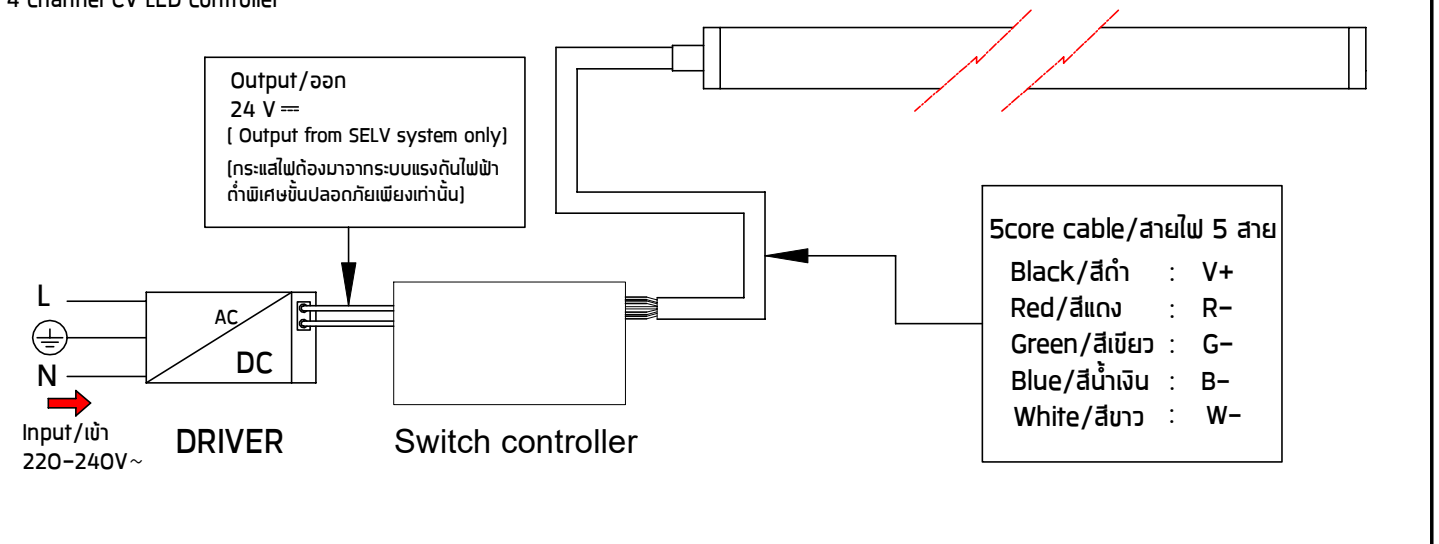 4 channel CV LED controller
Output/ออก
24 V ⎓
( Output from SELV system only)
(กระแสไฟต้องมาจากระบบแรงดันไฟฟ้า
ต่ำพิเศษขั้นปลอดภัยเพียงเท่านั้น)
5core cable/สายไฟ 5 สาย
Black/สีดำ : V+
Red/สีแดง : R-
Green/สีเขียว : G-
Blue/สีน้ำเงิน : B-
White/สีขาว : W-
L
N
AC
DC
Input/เข้า
220-240V~
DRIVER
Switch controller